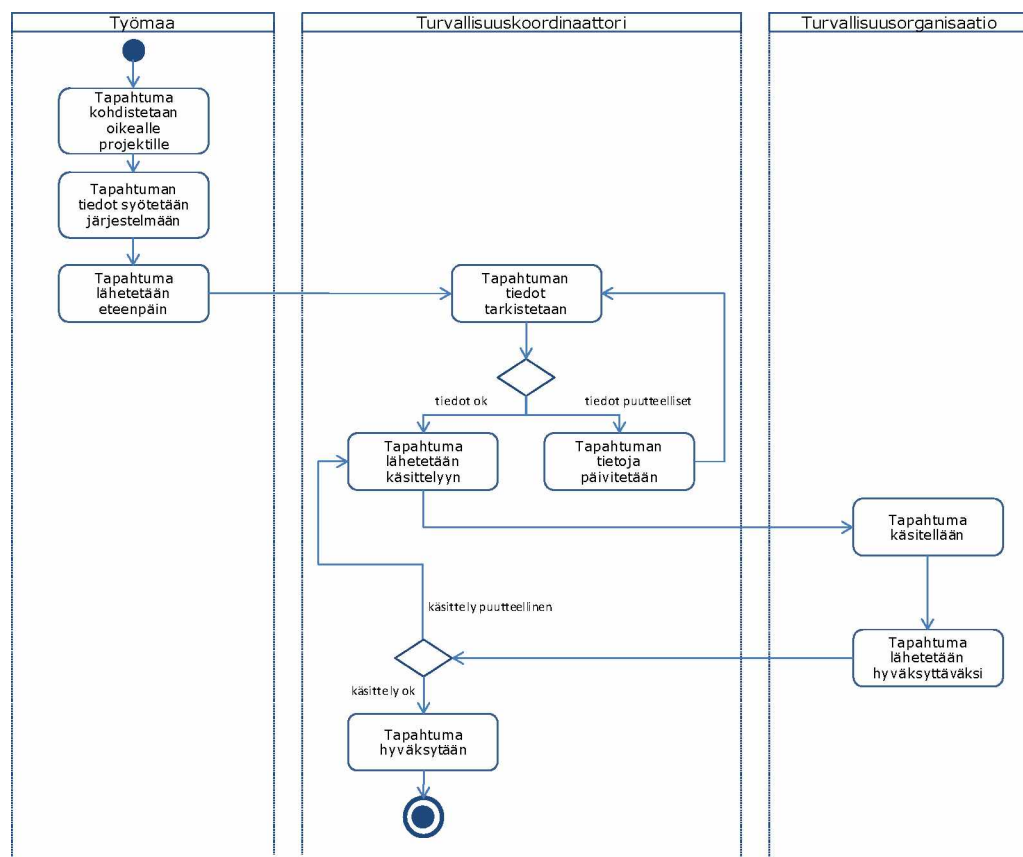 Työmaa
Turvallisuuskoordinaattori
Turvallisuusorganisaatio
Tapahtuma
kohdistetaan
oikealle
projektille
Tapahtuman
tiedot syötetään
järjestelmään
Tapahtuma
lähetetään
eteenpäin
Tapahtuman
tiedot
tarkistetaan
tiedot ok
tiedot puutteelliset
Tapahtuma
lähetetään
käsittelyyn
Tapahtuman
tietoja
päivitetään
Tapahtuma
käsitellään
käsittely puutteellinen
Tapahtuma
lähetetään
hyväksyttäväksi
käsittely ok
Tapahtuma
hyväksytään